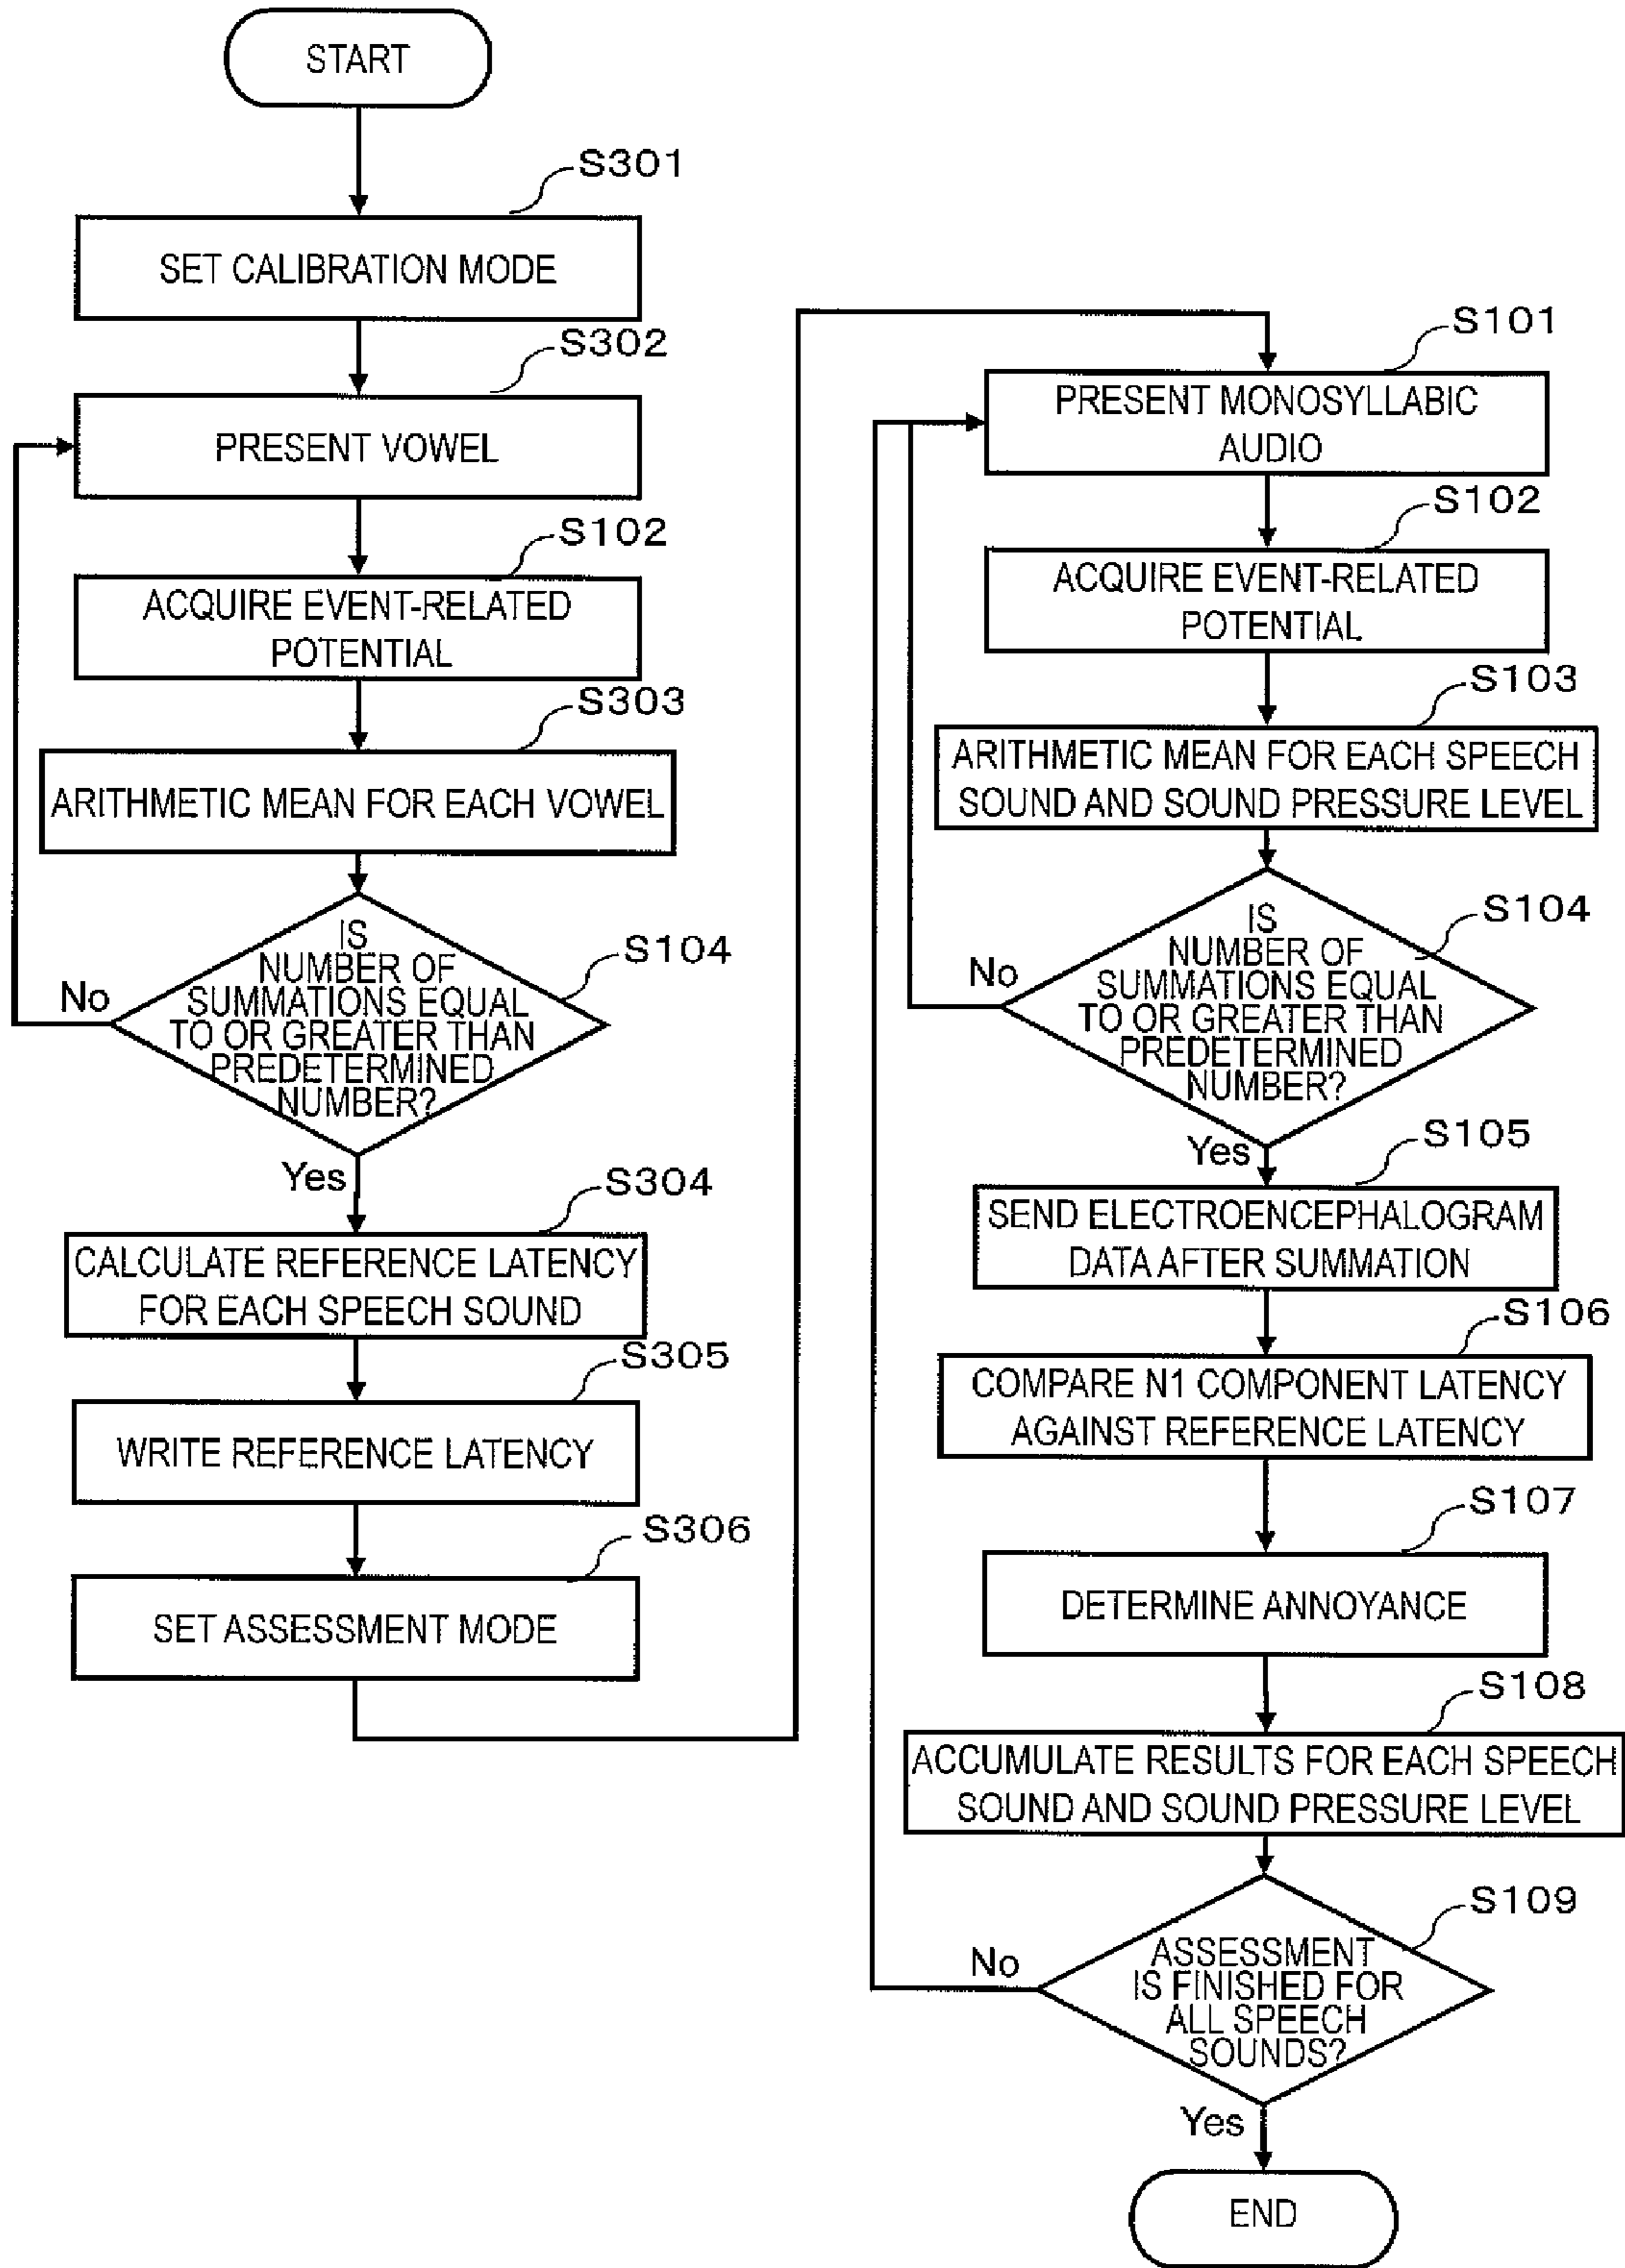 START
S301
SET CALIBRATION MODE
S302
PRESENT VOWEL
S102
ACQUIRE EVENT-RELATED
POTENTIAL
S303
ARITHMETIC MEAN FOR EACH VOWEL
S104
IS
NUMBER OF
SUMMATIONS EQUAL
TO OR GREATER THAN
PREDETERMINED
NUMBER?
No
Yes
S304
CALCULATE REFERENCE LATENCY
FOR EACH SPEECH SOUND
S305
WRITE REFERENCE LATENCY
S306
SET ASSESSMENT MODE
S101
PRESENT MONOSYLLABIC
AUDIO
S102
ACQUIRE EVENT-RELATED
POTENTIAL
S103
ARITHMETIC MEAN FOR EACH SPEECH
SOUND AND SOUND PRESSURE LEVEL
S104
IS
NUMBER OF
SUMMATIONS EQUAL
TO OR GREATER THAN
PREDETERMINED
NUMBER?
No
Yes
S105
SEND ELECTROENCEPHALOGRAM
DATA AFTER SUMMATION
S106
COMPARE N1 COMPONENT LATENCY
AGAINST REFERENCE LATENCY
S107
DETERMINE ANNOYANCE
S108
ACCUMULATE RESULTS FOR EACH SPEECH
SOUND AND SOUND PRESSURE LEVEL
S109
ASSESSMENT
IS FINISHED FOR
ALL SPEECH
SOUNDS?
No
Yes
END